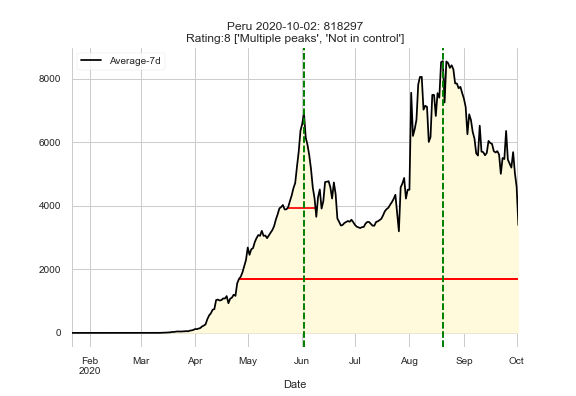 Peru 2020-10-02: 818297
Rating:8 ['Multiple peaks', 'Not in control']
Average-7d
8000
6000
4000
2000
0
Feb Mar Apr May Jun Jul Aug Sep Oct
2020
Date